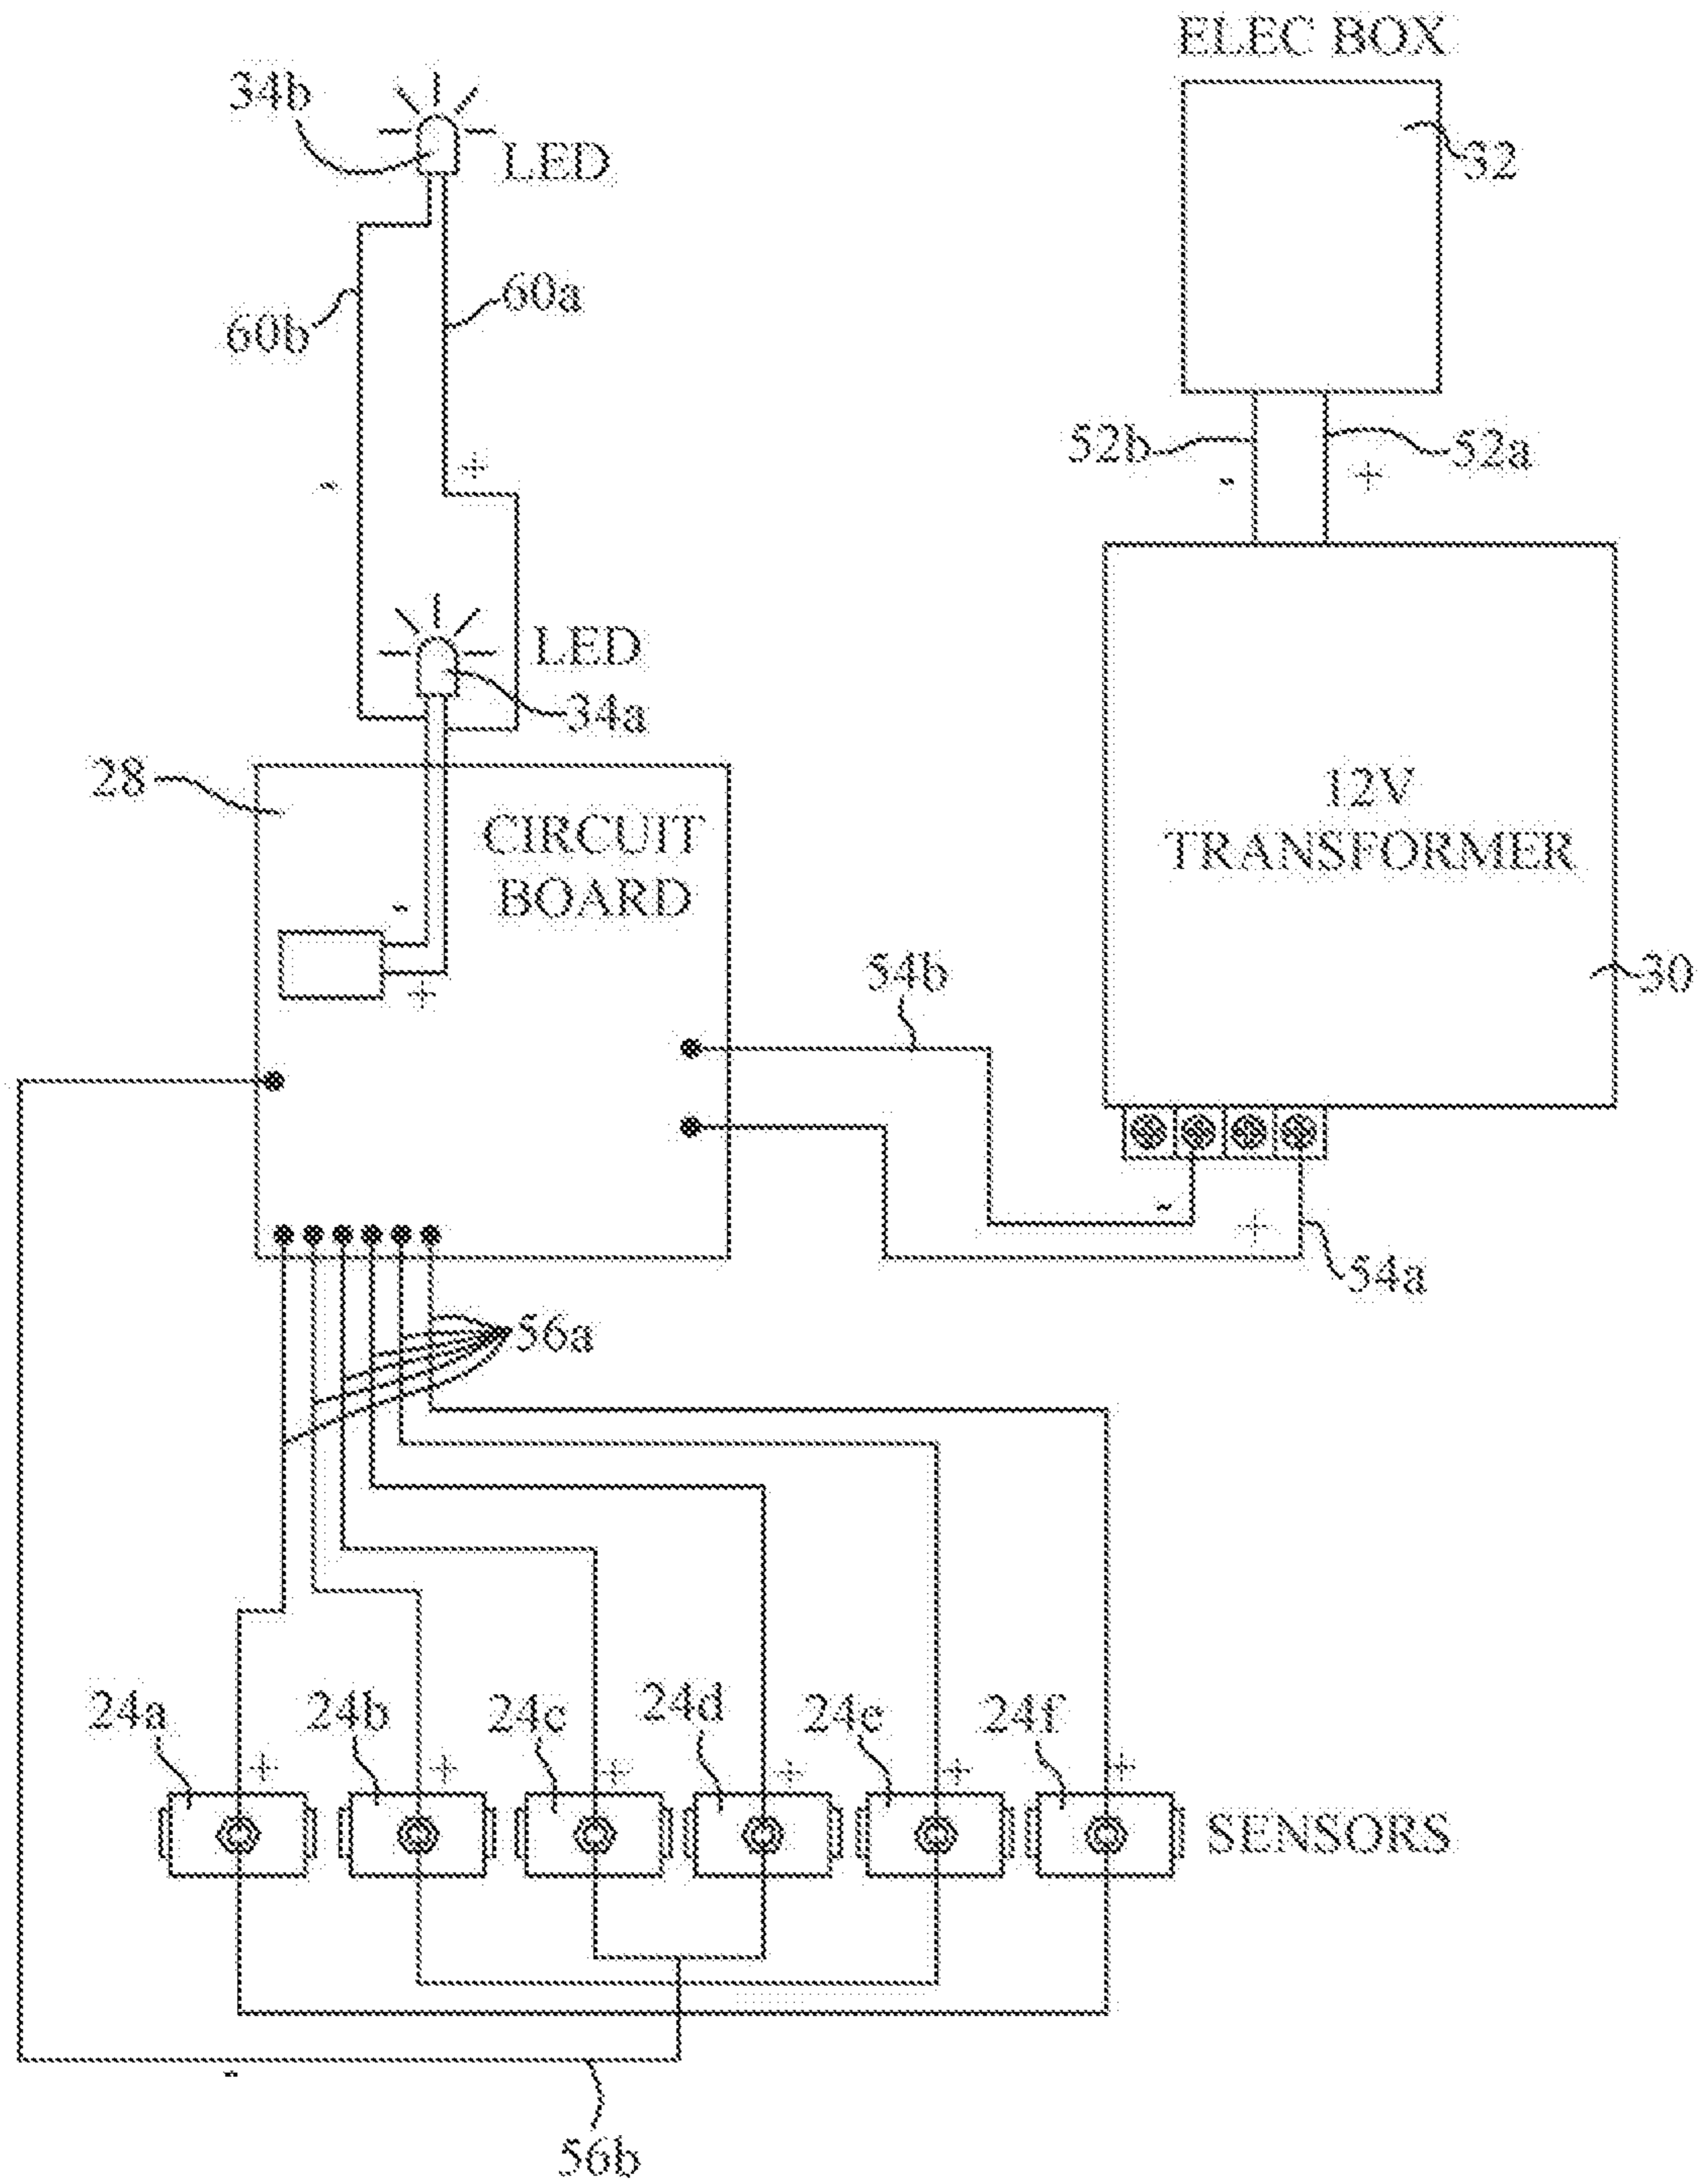 ELEC BOX
34b
LED
32
60a
60b
52b
52a
+
-
-
+
LED
34a
28
CIRCUIT
BOARD
12V
TRANSFORMER
-
+
54b
30
-
+
54a
56a
24a
24b
24c
24d
24e
24f
+
+
+
+
+
+
SENSORS
-
56b